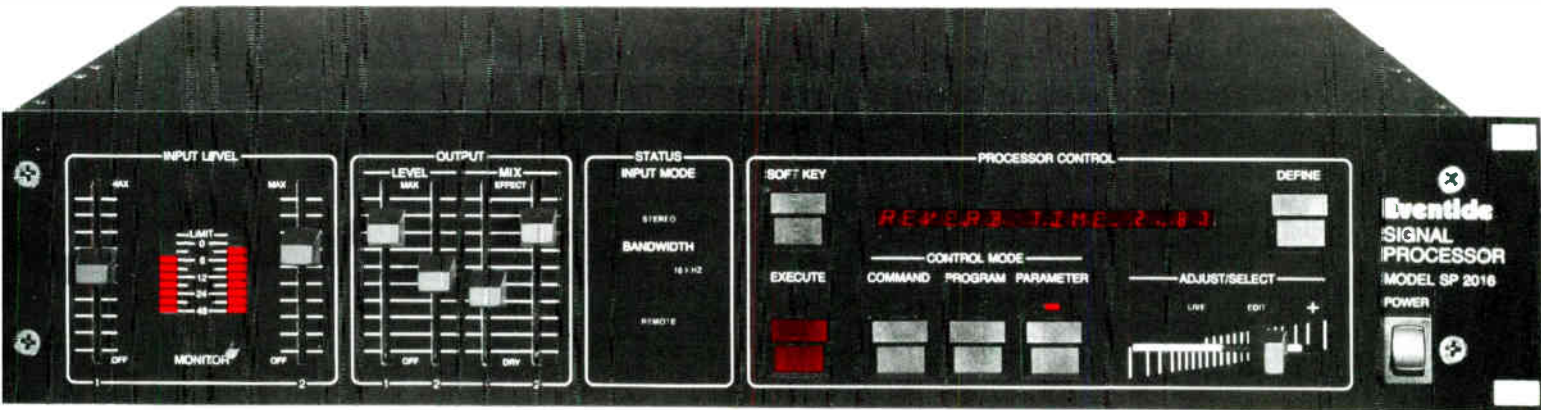 INPUT LEVEL
MAX
MAX
LIMIT
0
6
12
24
48
OFF
MONITOR
OFF
1
2
OUTPUT
LEVEL
MIX
MAX
EFFECT
OFF
DRY
1
2
1
2
STATUS
INPUT MODE
STEREO
BANDWIDTH
16 KHZ
REMOTE
PROCESSOR CONTROL
SOFT KEY
DEFINE
REVERB TIME
CONTROL MODE
EXECUTE
COMMAND
PROGRAM
PARAMETER
ADJUST/SELECT
LIVE
EDIT
+
Eventide
SIGNAL
PROCESSOR
MODEL SP 2016
POWER